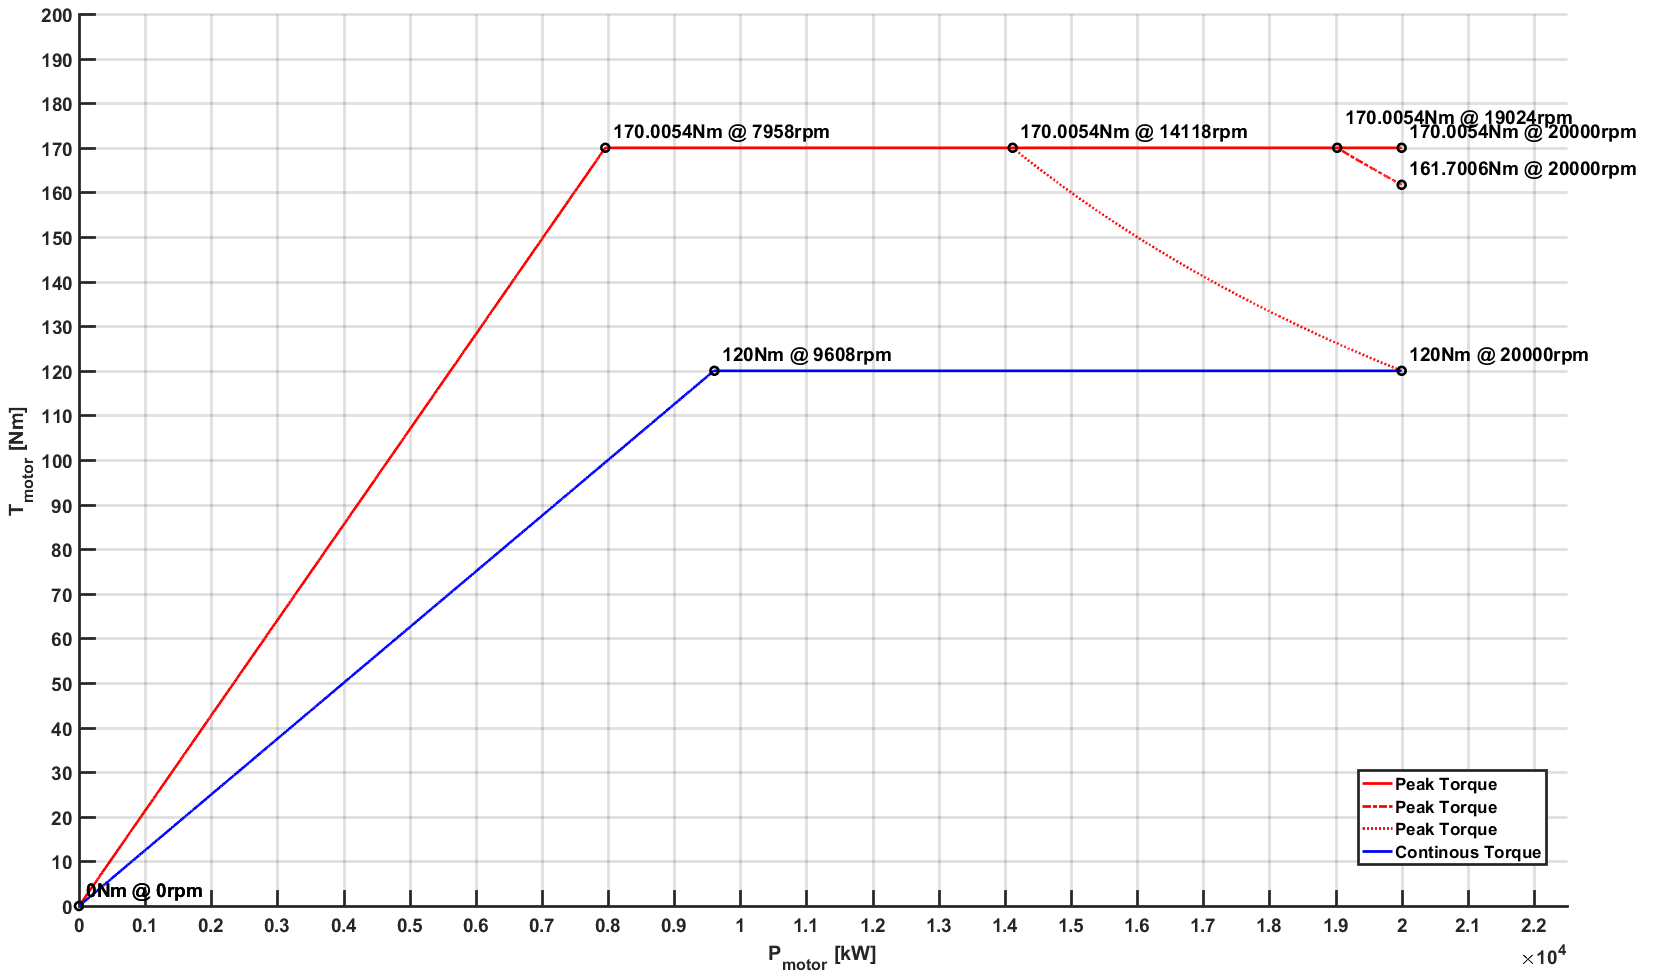 200
190
180
170
160
150
140
130
120
110
100
90
80
70
60
50
40
30
20
10
0
T_motor [Nm]
170.0054Nm @ 7958rpm
170.0054Nm @ 14118rpm
170.0054Nm @ 19024rpm
170.0054Nm @ 20000rpm
161.7006Nm @ 20000rpm
120Nm @ 9608rpm
120Nm @ 20000rpm
0Nm @ 0rpm
Peak Torque
Peak Torque
Peak Torque
Continous Torque
0 0.1 0.2 0.3 0.4 0.5 0.6 0.7 0.8 0.9 1 1.1 1.2 1.3 1.4 1.5 1.6 1.7 1.8 1.9 2 2.1 2.2
P_motor [kW]
×10^4